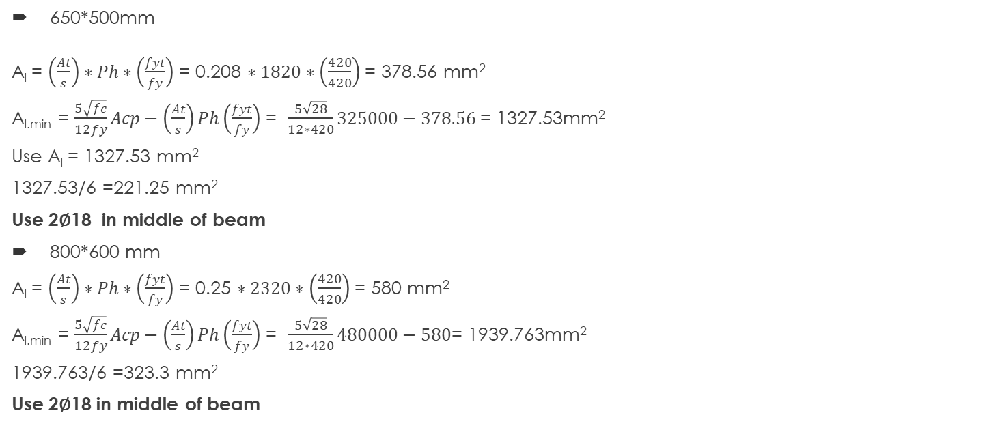 ➨ 650*500mm
Aₗ = (At/s) ∗ Ph ∗ (fyt/fy) = 0.208 ∗ 1820 ∗ (420/420) = 378.56 mm²
Aₗ.min = 5√fc/12fy Acp − (At/s) Ph (fyt/fy) = 5√28/12∗420 325000 − 378.56 = 1327.53mm²
Use Aₗ = 1327.53 mm²
1327.53/6 =221.25 mm²
Use 2Ø18 in middle of beam
➨ 800*600 mm
Aₗ = (At/s) ∗ Ph ∗ (fyt/fy) = 0.25 ∗ 2320 ∗ (420/420) = 580 mm²
Aₗ.min = 5√fc/12fy Acp − (At/s) Ph (fyt/fy) = 5√28/12∗420 480000 − 580= 1939.763mm²
1939.763/6 =323.3 mm²
Use 2Ø18 in middle of beam